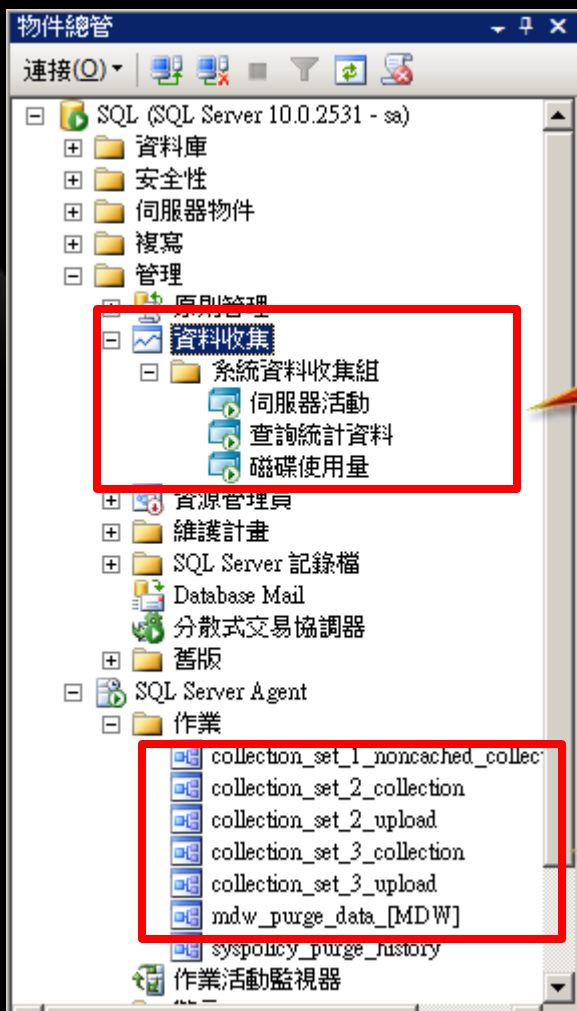 物件總管
連接(O)
SQL (SQL Server 10.0.2531 - sa)
資料庫
安全性
伺服器物件
複寫
管理
原則管理
資料收集
系統資料收集組
伺服器活動
查詢統計資料
磁碟使用量
資源管理員
維護計畫
SQL Server 記錄檔
Database Mail
分散式交易協調器
舊版
SQL Server Agent
作業
collection_set_1_noncached_collec
collection_set_2_collection
collection_set_2_upload
collection_set_3_collection
collection_set_3_upload
mdw_purge_data_[MDW]
syspolicy_purge_history
作業活動監視器